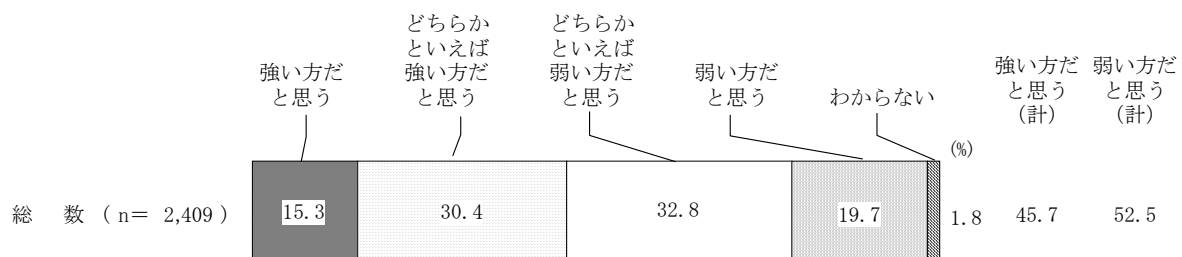 どちらか
といえば
強い方だ
と思う
どちらか
といえば
弱い方だ
と思う
強い方だ
と思う
弱い方だ
と思う
わからない
強い方だ
と思う
（計）
弱い方だ
と思う
（計）
(%)
総　数（n＝ 2,409）
15.3
30.4
32.8
19.7
1.8
45.7
52.5